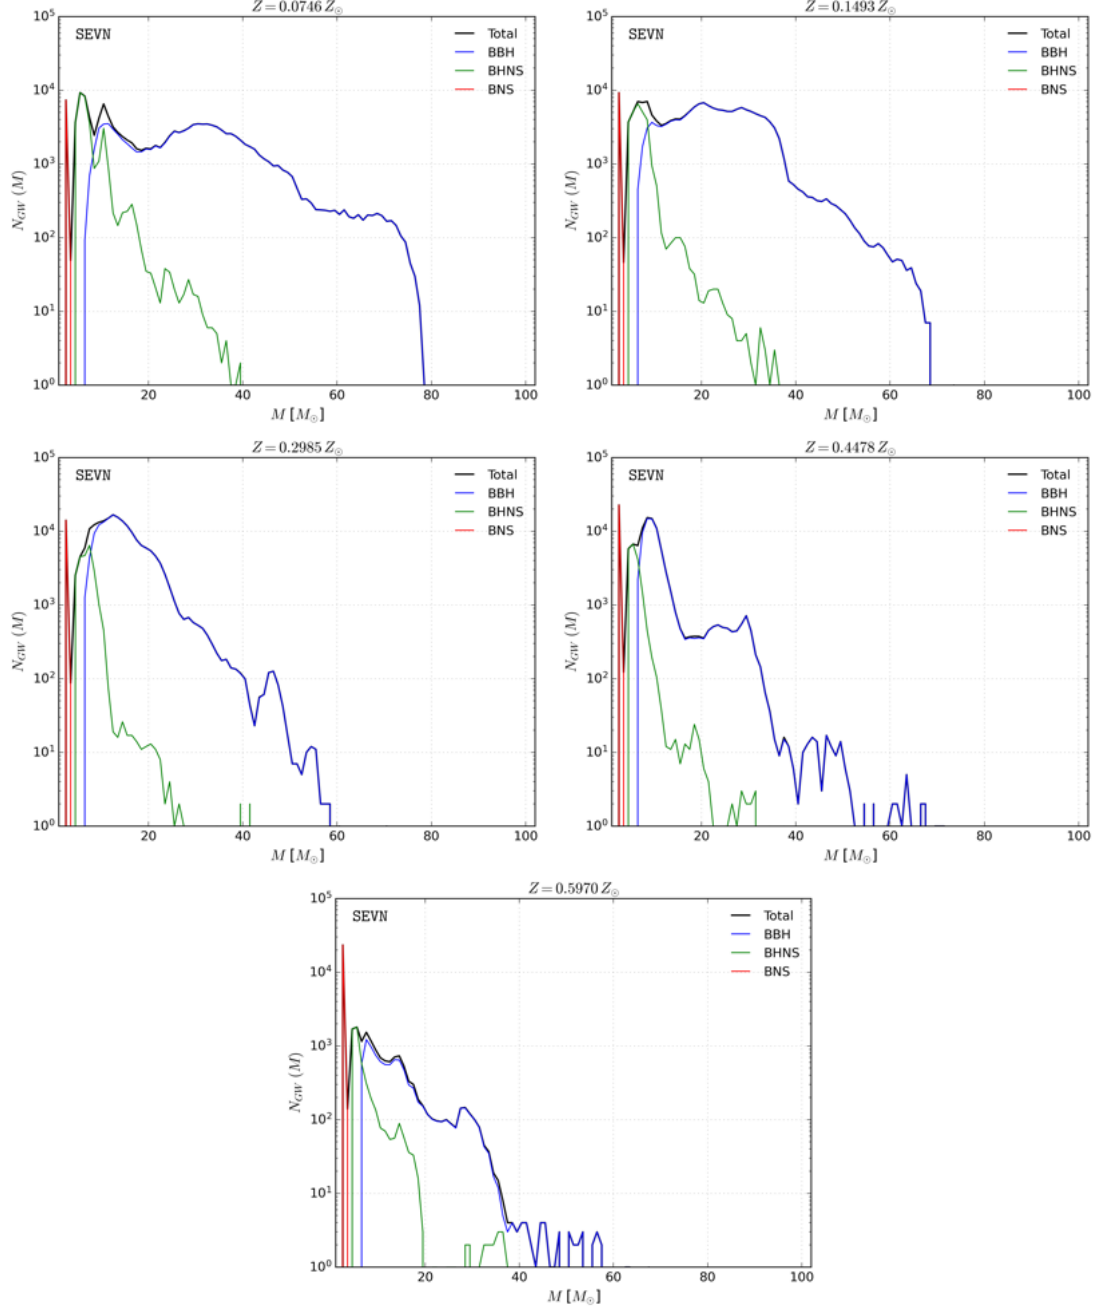 Z = 0.0746 Z⊙
SEVN
Total
BBH
BHNS
BNS
N_GW (M)
10^5
10^4
10^3
10^2
10^1
10^0
20 40 60 80 100
M [M⊙]
Z = 0.1493 Z⊙
SEVN
Total
BBH
BHNS
BNS
N_GW (M)
10^5
10^4
10^3
10^2
10^1
10^0
20 40 60 80 100
M [M⊙]
Z = 0.2985 Z⊙
SEVN
Total
BBH
BHNS
BNS
N_GW (M)
10^5
10^4
10^3
10^2
10^1
10^0
20 40 60 80 100
M [M⊙]
Z = 0.4478 Z⊙
SEVN
Total
BBH
BHNS
BNS
N_GW (M)
10^5
10^4
10^3
10^2
10^1
10^0
20 40 60 80 100
M [M⊙]
Z = 0.5970 Z⊙
SEVN
Total
BBH
BHNS
BNS
N_GW (M)
10^5
10^4
10^3
10^2
10^1
10^0
20 40 60 80 100
M [M⊙]